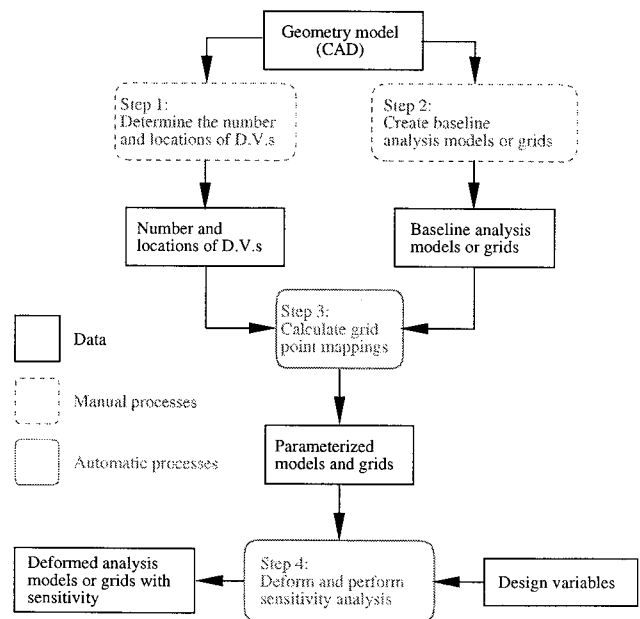 Geometry model
(CAD)
Step 1:
Determine the number
and locations of D.V.s
Step 2:
Create baseline
analysis models or grids
Number and
locations of D.V.s
Baseline analysis
models or grids
Step 3:
Calculate grid
point mappings
Data
Manual processes
Automatic processes
Parameterized
models and grids
Deformed analysis
models or grids with
sensitivity
Step 4:
Deform and perform
sensitivity analysis
Design variables